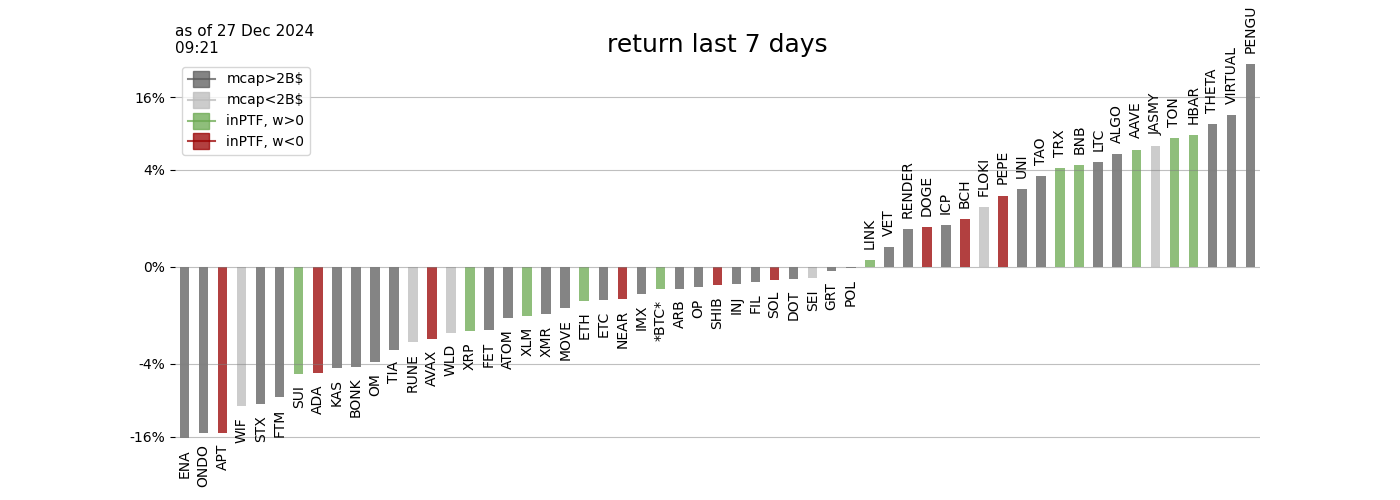 as of 27 Dec 2024
09:21
return last 7 days
mcap>2B$
mcap<2B$
inPTF, w>0
inPTF, w<0
16%
4%
0%
-4%
-16%
ENA
ONDO
APT
WIF
STX
FTM
SUI
ADA
KAS
BONK
OM
TIA
RUNE
AVAX
WLD
XRP
FET
ATOM
XLM
XMR
MOVE
ETH
ETC
NEAR
IMX
*BTC*
ARB
OP
SHIB
INJ
FIL
SOL
DOT
SEI
GRT
POL
LINK
VET
RENDER
DOGE
ICP
BCH
FLOKI
PEPE
UNI
TAO
TRX
BNB
LTC
ALGO
AAVE
JASMY
TON
HBAR
THETA
VIRTUAL
PENGU